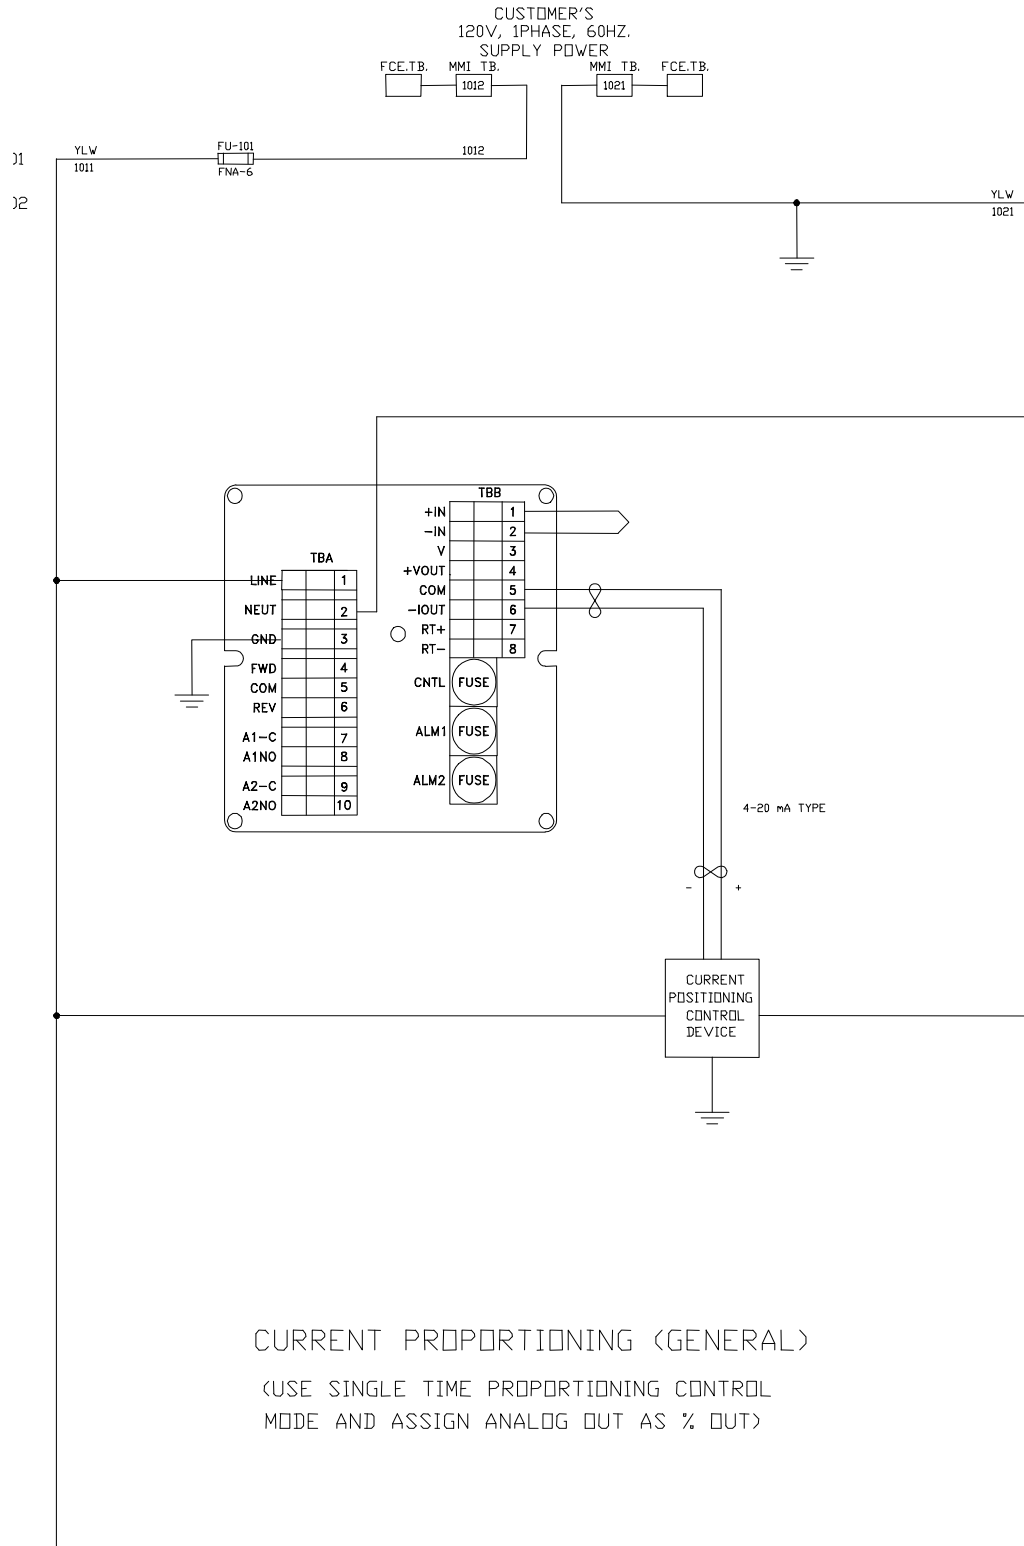 CUSTOMER'S
120V, 1PHASE, 60HZ.
SUPPLY POWER
FCE.TB. MMI TB. MMI TB. FCE.TB.
1012 1021
YLW FU-101 1012
1011 FNA-6
YLW
1021
TBB
+IN 1
-IN 2
V 3
+VOUT 4
COM 5
-IOUT 6
RT+ 7
RT- 8
CNTL FUSE
ALM1 FUSE
ALM2 FUSE
TBA
LINE 1
NEUT 2
GND 3
FWD 4
COM 5
REV 6
A1-C 7
A1NO 8
A2-C 9
A2NO 10
4-20 mA TYPE
- +
CURRENT
POSITIONING
CONTROL
DEVICE
CURRENT PROPORTIONING (GENERAL)
(USE SINGLE TIME PROPORTIONING CONTROL
MODE AND ASSIGN ANALOG OUT AS % OUT)